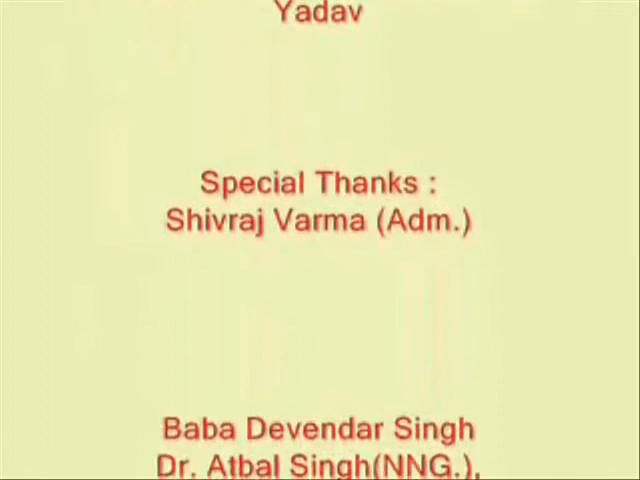 Yadav
Special Thanks :
Shivraj Varma (Adm.)
Baba Devendar Singh
Dr. Atbal Singh(NNG.),